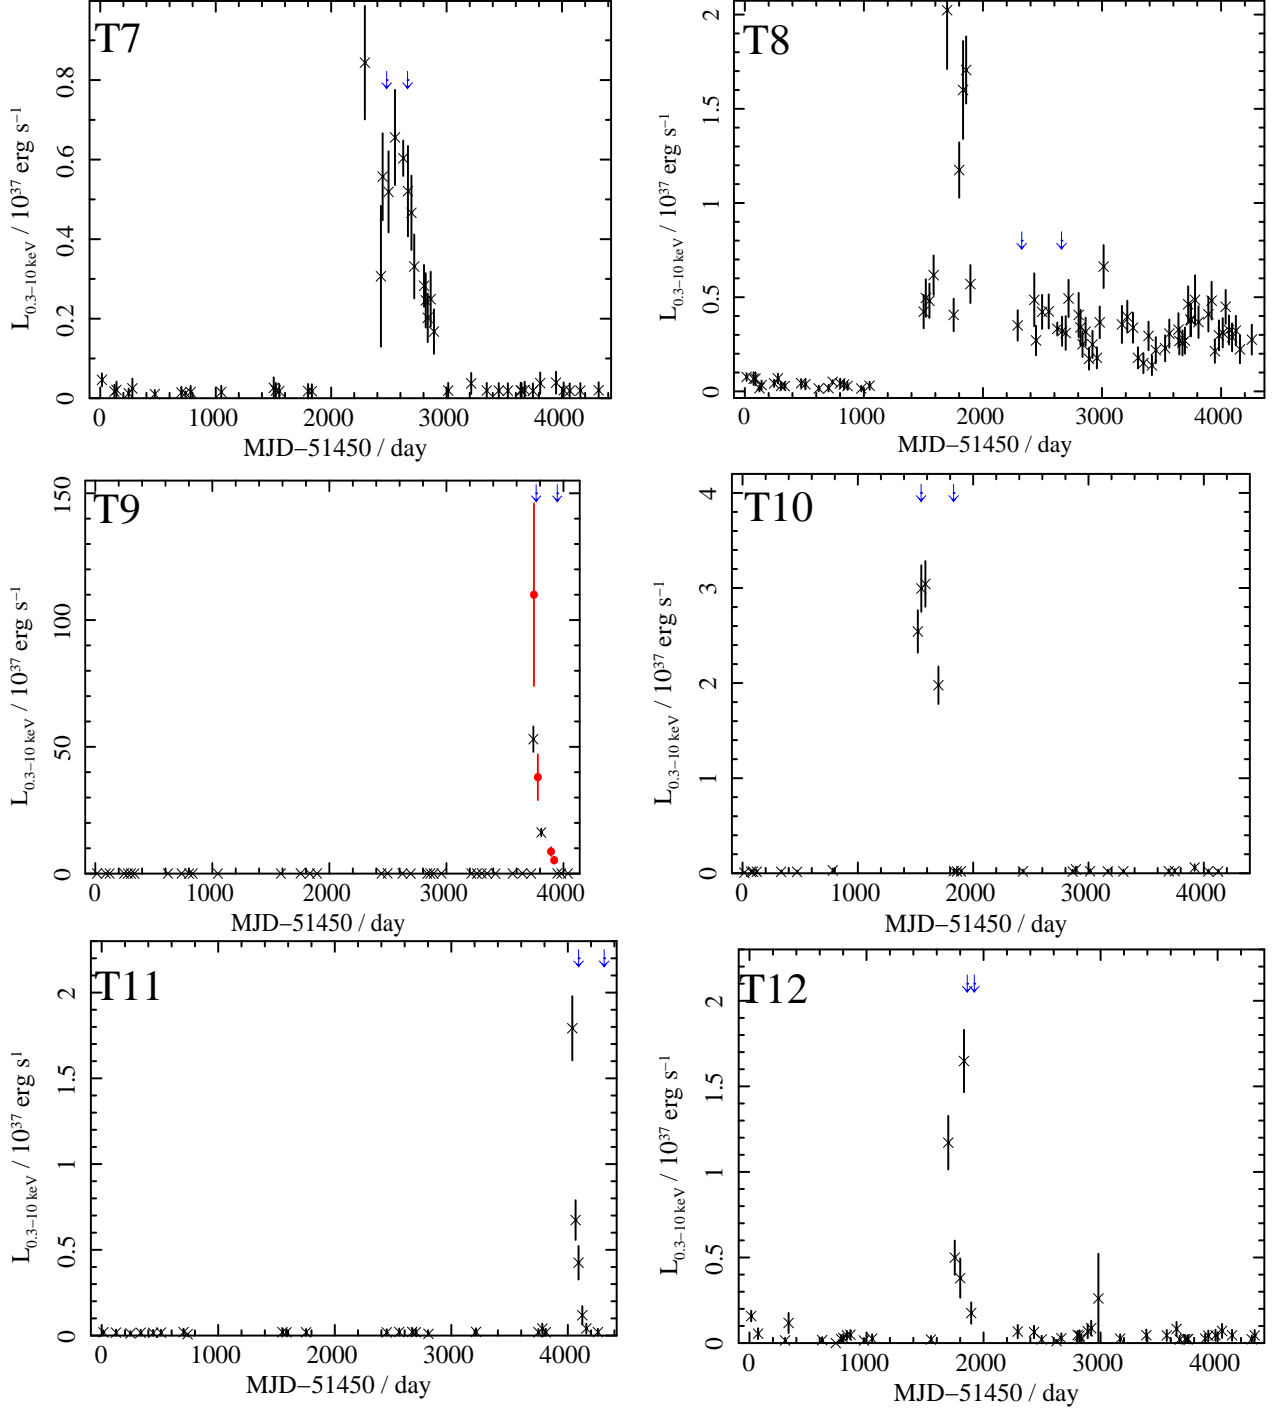 T7
0 0.2 0.4 0.6 0.8
L0.3−10 keV / 10^37 erg s^−1
0 1000 2000 3000 4000
MJD−51450 / day
T8
0 0.5 1 1.5 2
L0.3−10 keV / 10^37 erg s^−1
0 1000 2000 3000 4000
MJD−51450 / day
T9
0 50 100 150
L0.3−10 keV / 10^37 erg s^−1
0 1000 2000 3000 4000
MJD−51450 / day
T10
0 1 2 3 4
L0.3−10 keV / 10^37 erg s^−1
0 1000 2000 3000 4000
MJD−51450 / day
T11
0 0.5 1 1.5 2
L0.3−10 keV / 10^37 erg s^1
0 1000 2000 3000 4000
MJD−51450 / day
T12
0 0.5 1 1.5 2
L0.3−10 keV / 10^37 erg s^−1
0 1000 2000 3000 4000
MJD−51450 / day